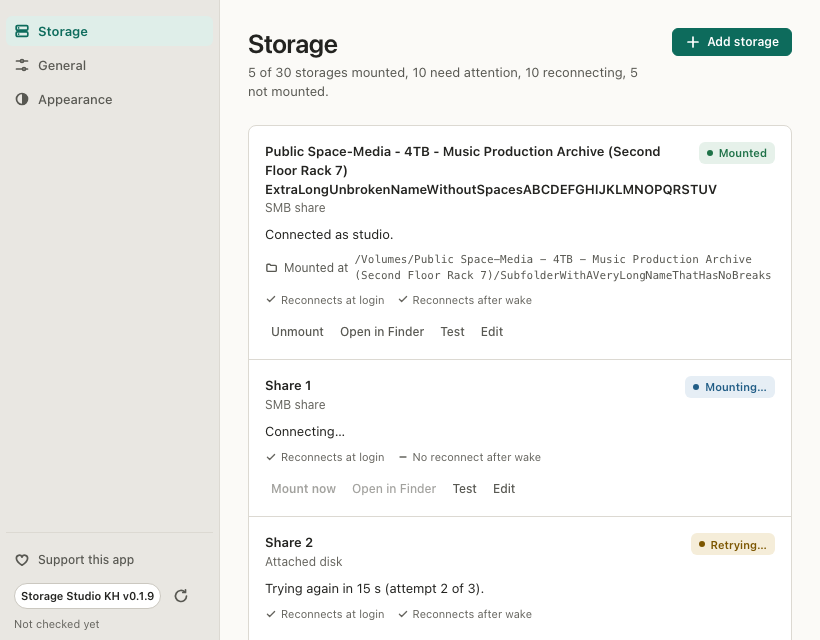 Storage
General
Appearance
Support this app
Storage Studio KH v0.1.9
Not checked yet
Storage
Add storage
5 of 30 storages mounted, 10 need attention, 10 reconnecting, 5
not mounted.
Public Space-Media - 4TB - Music Production Archive (Second
Floor Rack 7)
ExtraLongUnbrokenNameWithoutSpacesABCDEFGHIJKLMNOPQRSTUV
Mounted
SMB share
Connected as studio.
Mounted at /Volumes/Public Space-Media - 4TB - Music Production Archive
(Second Floor Rack 7)/SubfolderWithAVeryLongNameThatHasNoBreaks
Reconnects at login Reconnects after wake
Unmount Open in Finder Test Edit
Share 1
Mounting...
SMB share
Connecting...
Reconnects at login No reconnect after wake
Mount now Open in Finder Test Edit
Share 2
Retrying...
Attached disk
Trying again in 15 s (attempt 2 of 3).
Reconnects at login Reconnects after wake